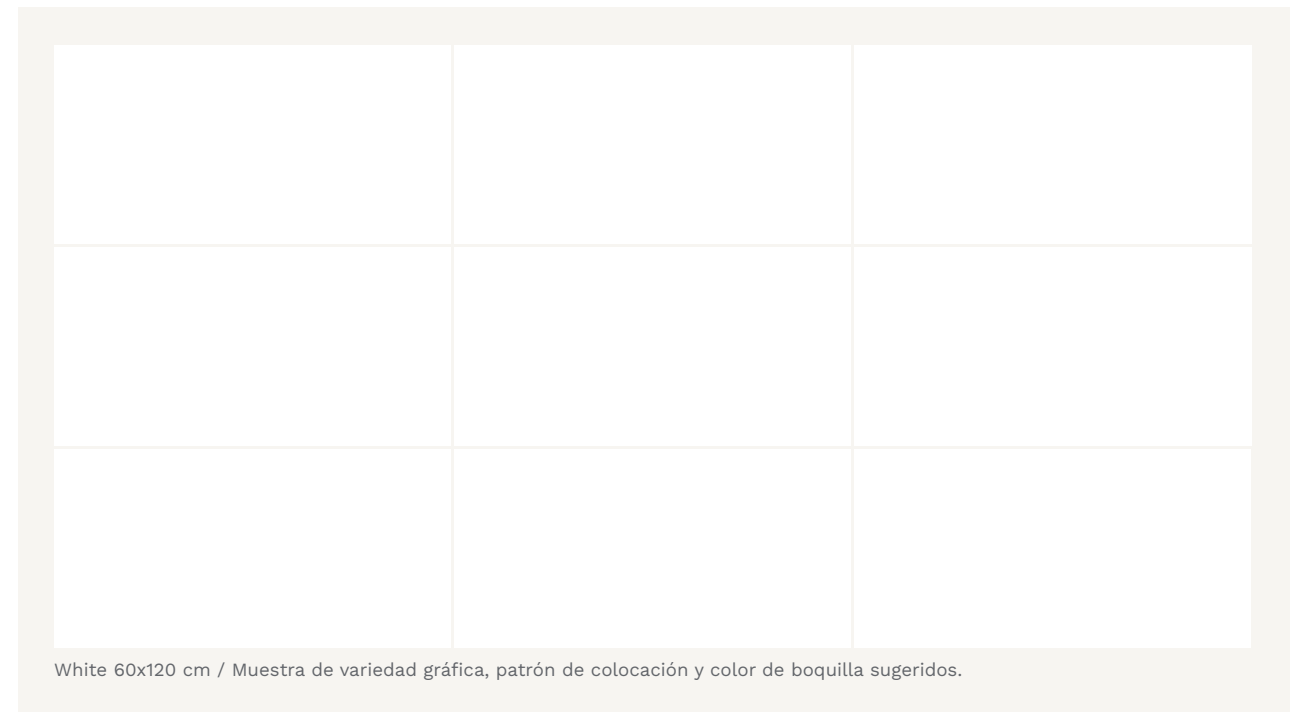 White 60x120 cm / Muestra de variedad gráfica, patrón de colocación y color de boquilla sugeridos.